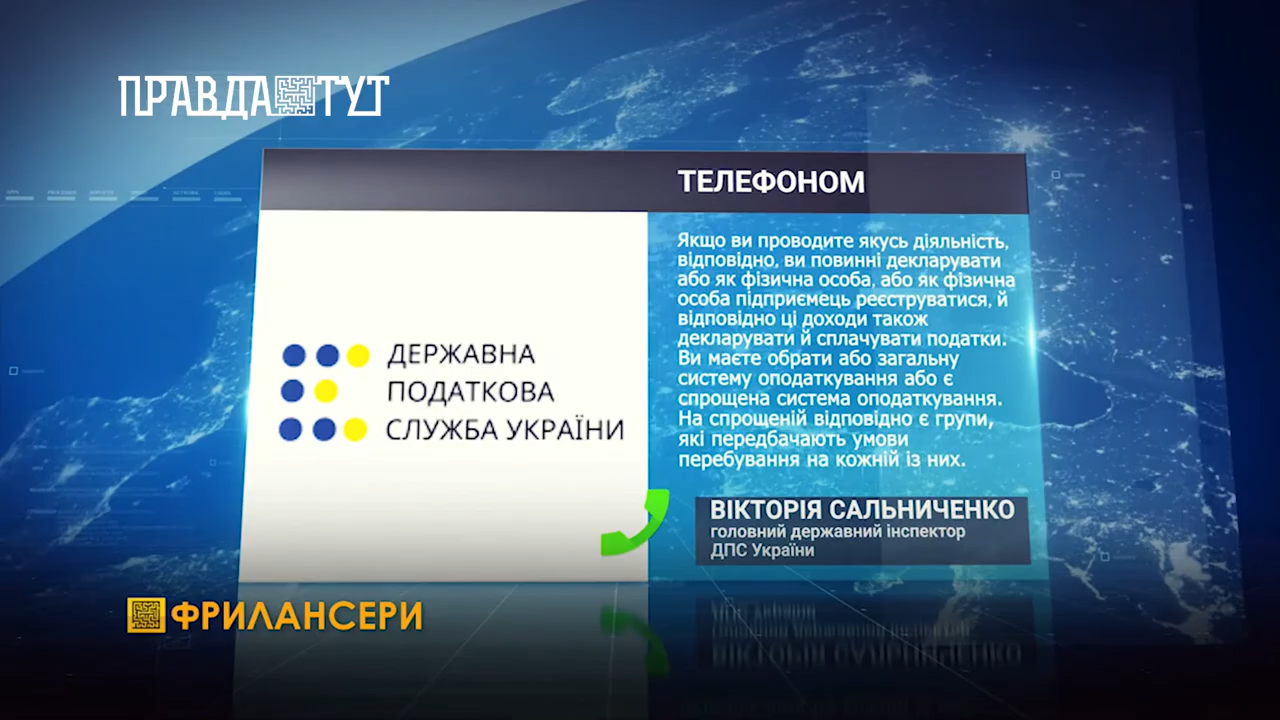 ПРАВДА ТУТ
ТЕЛЕФОНОМ
Якщо ви проводите якусь діяльність,
відповідно, ви повинні декларувати
або як фізична особа, або як фізична
особа підприємець реєструватися, й
відповідно ці доходи також
декларувати й сплачувати податки.
Ви маєте обрати або загальну
систему оподаткування або є
спрощена система оподаткування.
На спрощеній відповідно є групи,
які передбачають умови
перебування на кожній із них.
ДЕРЖАВНА
ПОДАТКОВА
СЛУЖБА УКРАЇНИ
ВІКТОРІЯ САЛЬНИЧЕНКО
головний державний інспектор
ДПС України
ФРИЛАНСЕРИ